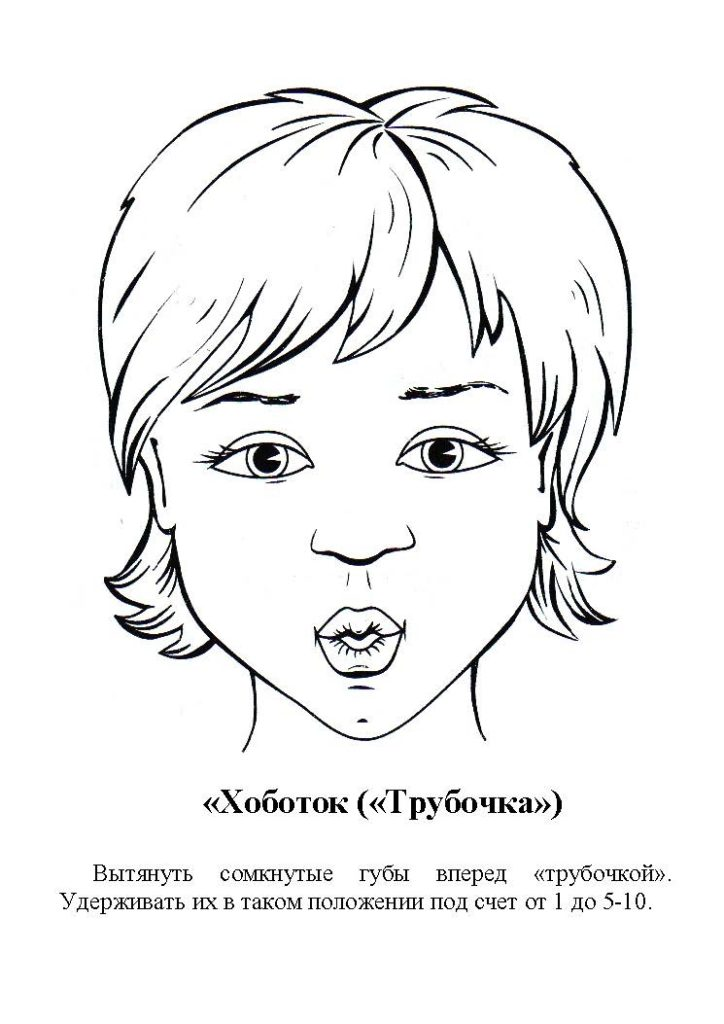 «Хоботок («Трубочка»)
Вытянуть сомкнутые губы вперед «трубочкой».
Удерживать их в таком положении под счет от 1 до 5-10.